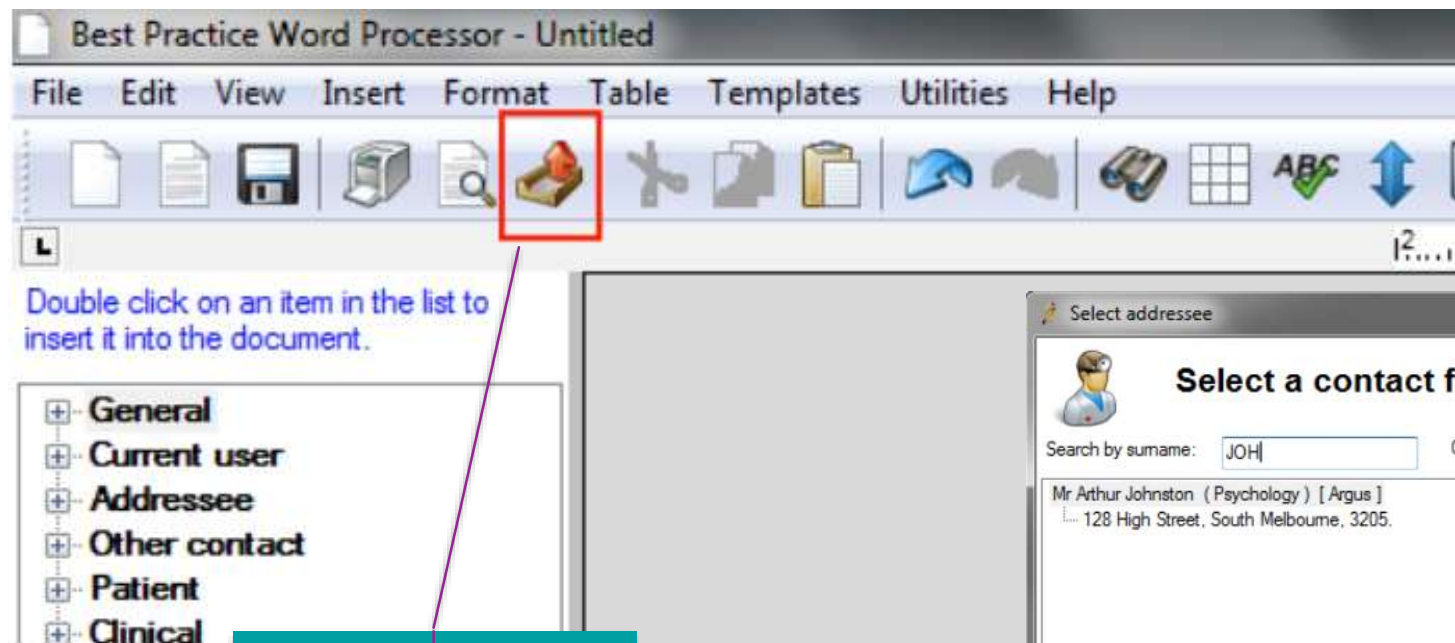 Best Practice Word Processor - Untitled
File Edit View Insert Format Table Templates Utilities Help
ABC
L
2
Double click on an item in the list to
insert it into the document.
General
Current user
Addressee
Other contact
Patient
Clinical
Select addressee
Select a contact f
Search by surname: JOH
Mr Arthur Johnston ( Psychology ) [ Argus ]
128 High Street, South Melbourne, 3205.